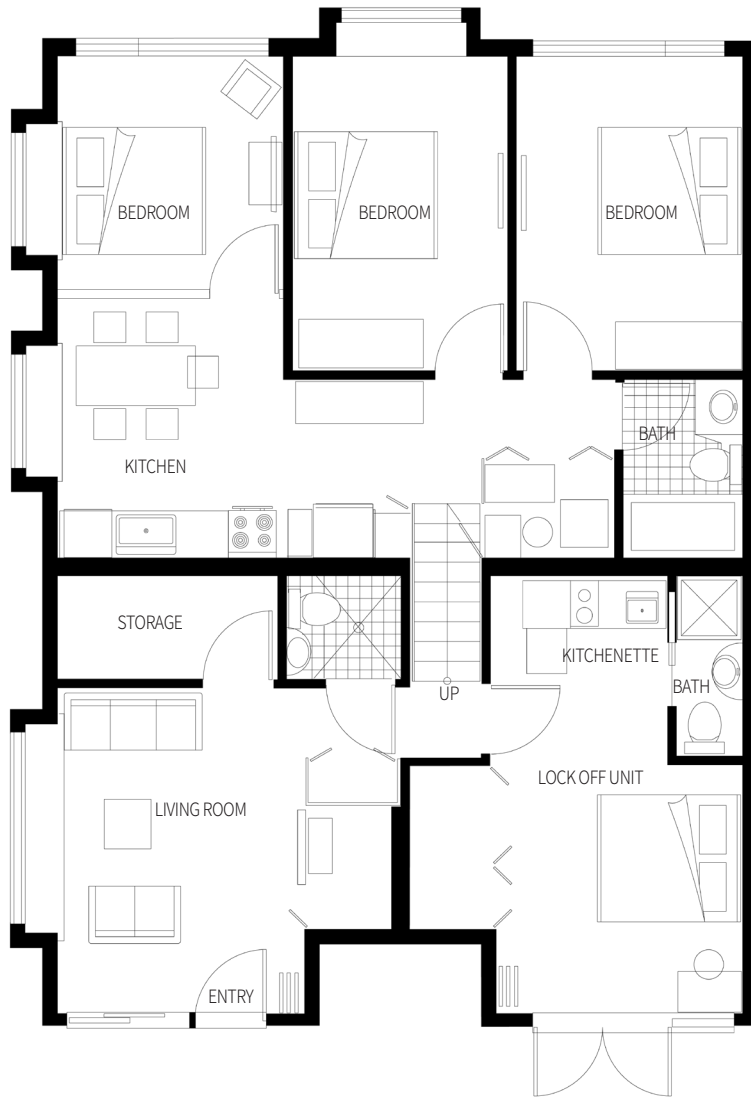 BEDROOM
BEDROOM
BEDROOM
BATH
KITCHEN
STORAGE
KITCHENETTE
BATH
UP
LOCK OFF UNIT
LIVING ROOM
ENTRY